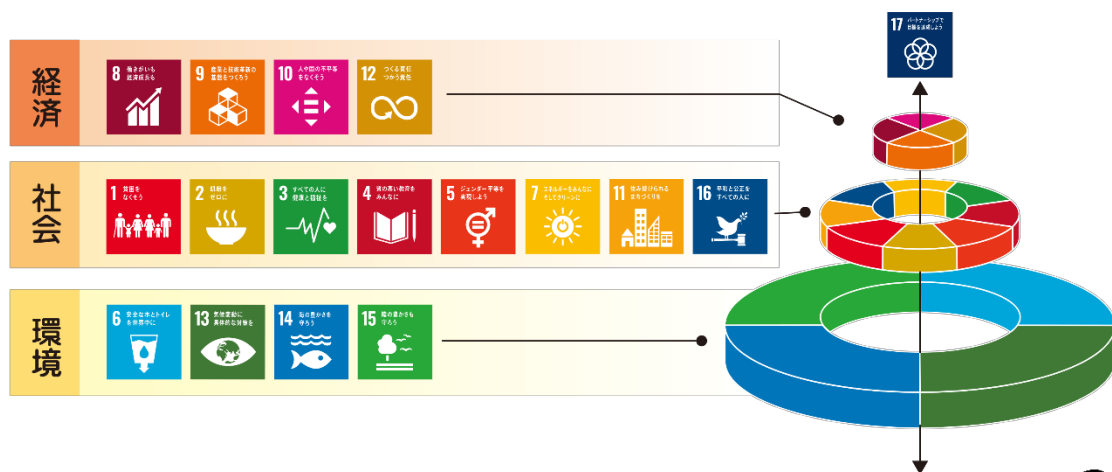 17 パートナーシップで
目標を達成しよう
経済
8 働きがいも
経済成長も
9 産業と技術革新の
基盤をつくろう
10 人や国の不平等
をなくそう
12 つくる責任
つかう責任
社会
1 貧困を
なくそう
2 飢餓を
ゼロに
3 すべての人に
健康と福祉を
4 質の高い教育を
みんなに
5 ジェンダー平等を
実現しよう
7 エネルギーをみんなに
そしてクリーンに
11 住み続けられる
まちづくりを
16 平和と公正を
すべての人に
環境
6 安全な水とトイレ
を世界中に
13 気候変動に
具体的な対策を
14 海の豊かさを
守ろう
15 陸の豊かさも
守ろう